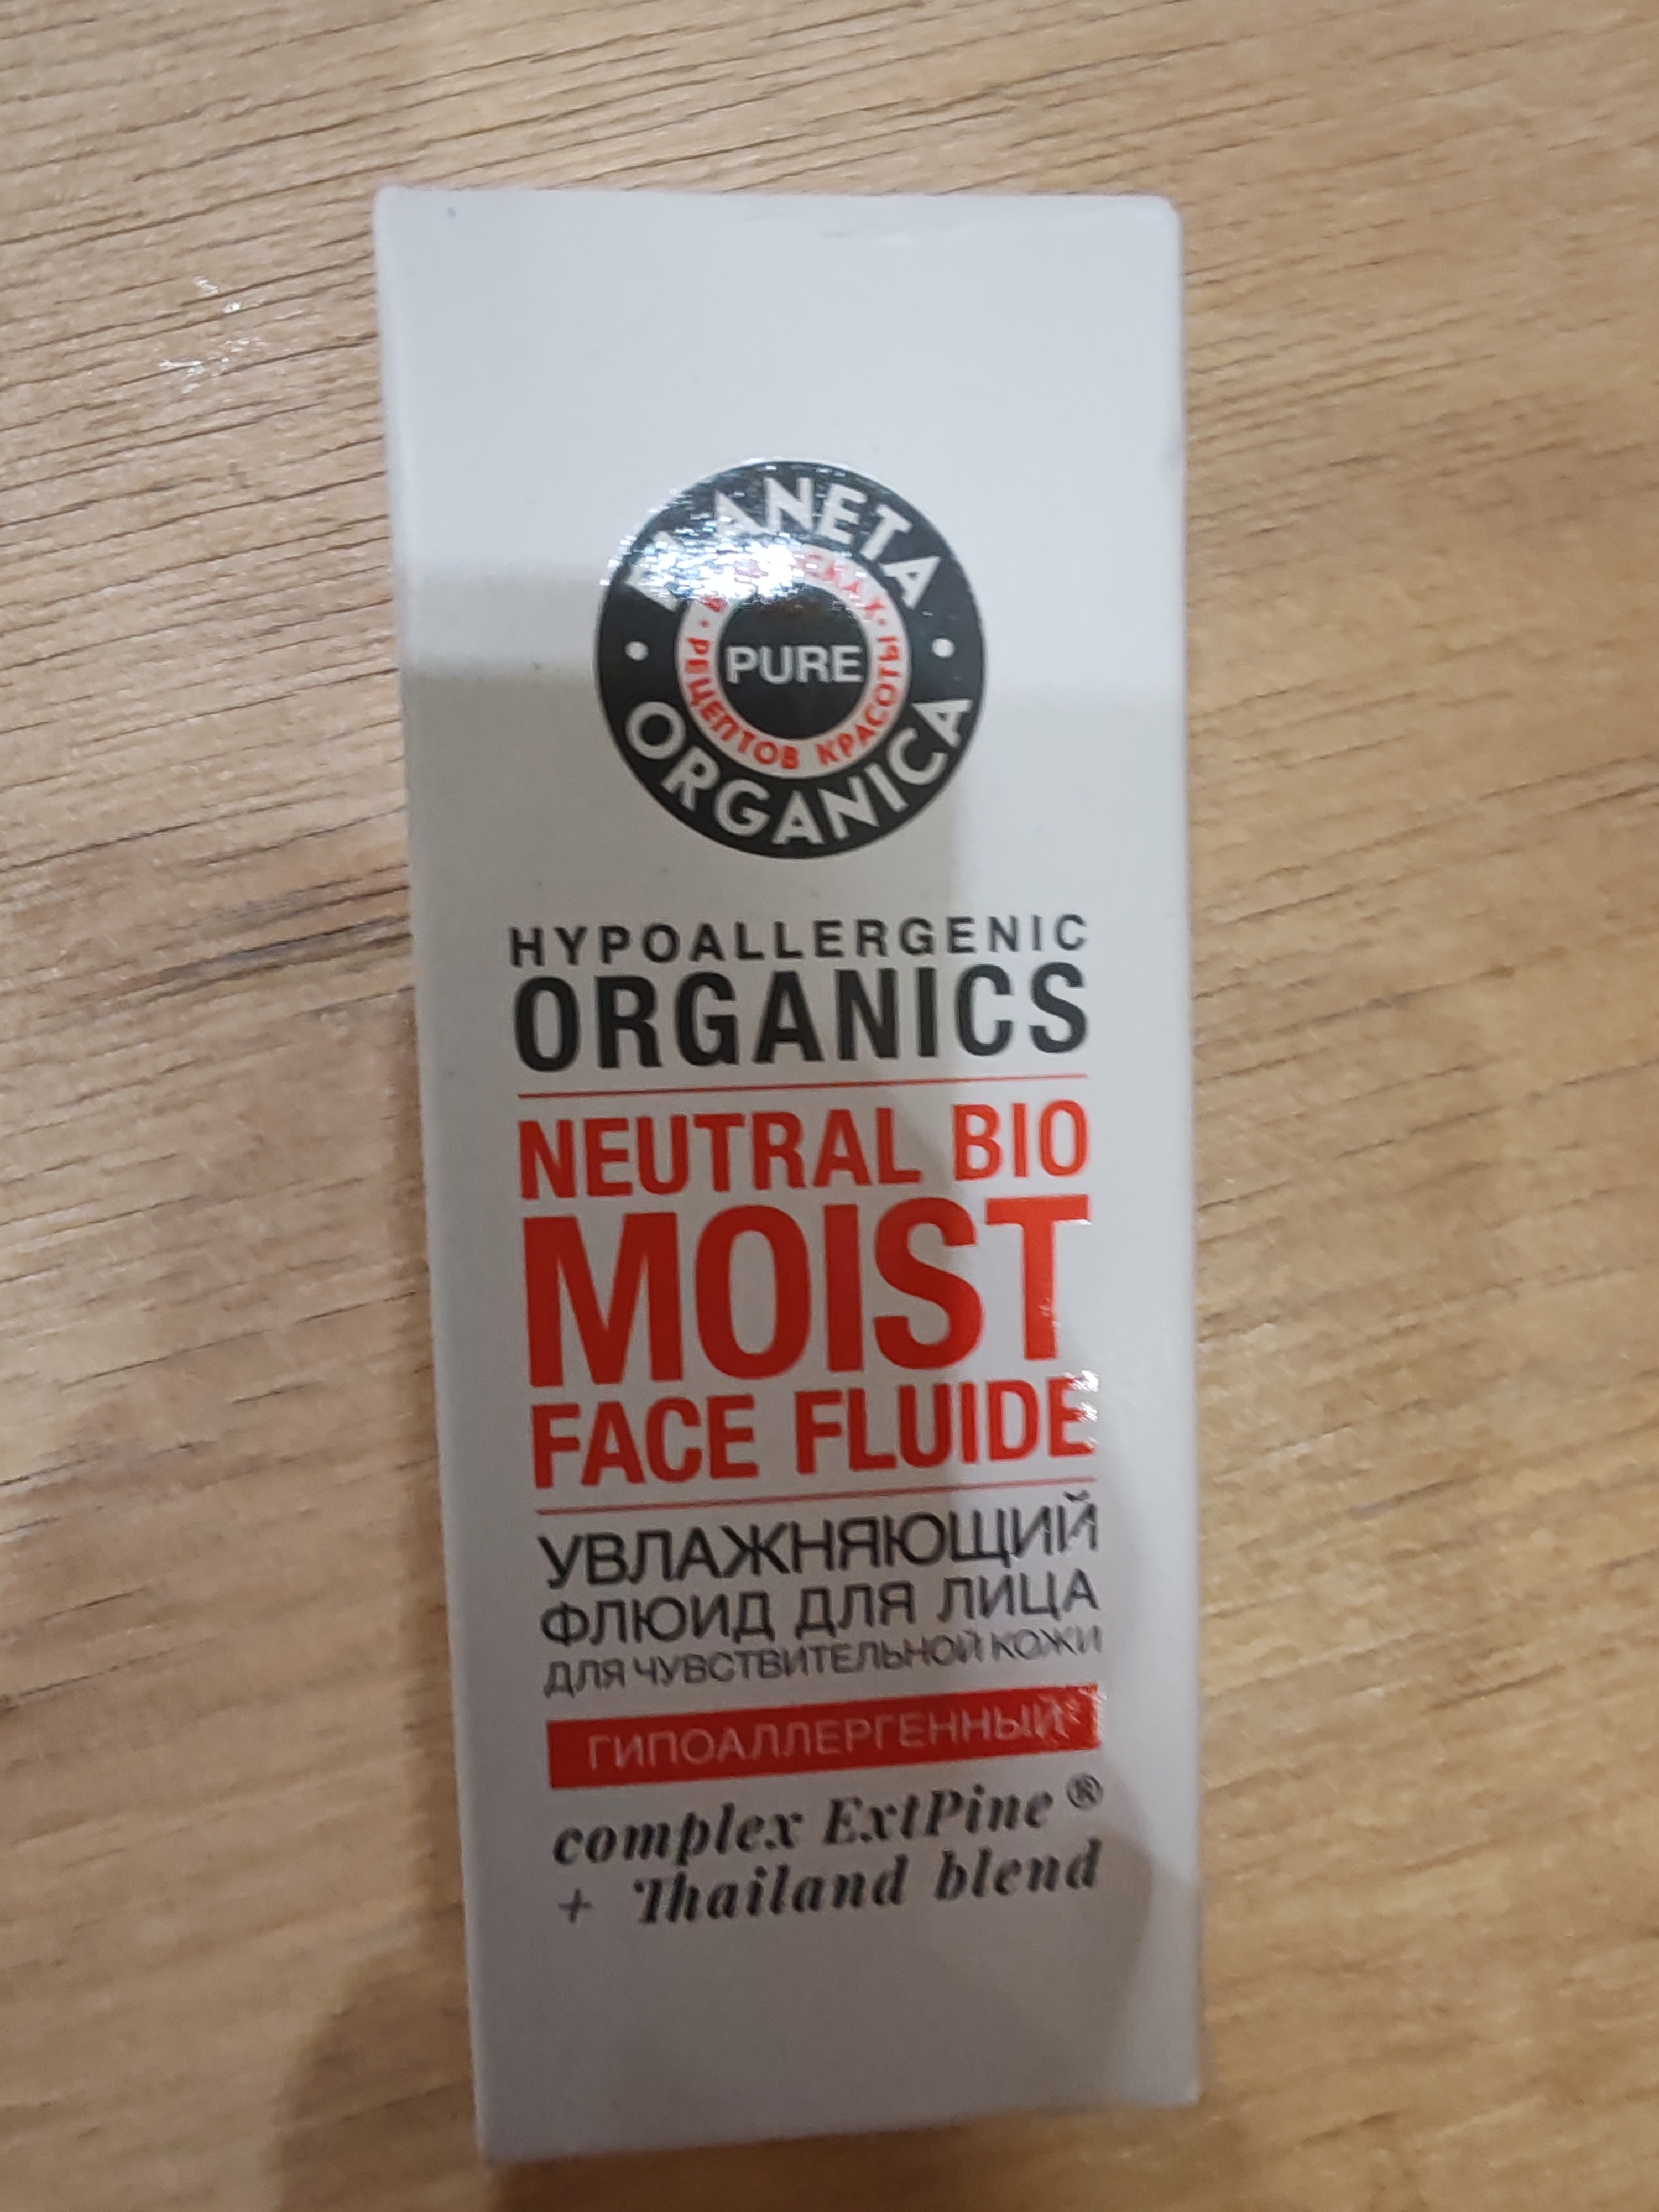 PLANETA
PURE
РЕЦЕПТОВ КРАСОТЫ
ORGANICA
HYPOALLERGENIC
ORGANICS
NEUTRAL BIO
MOIST
FACE FLUIDE
УВЛАЖНЯЮЩИЙ
ФЛЮИД ДЛЯ ЛИЦА
ДЛЯ ЧУВСТВИТЕЛЬНОЙ КОЖИ
ГИПОАЛЛЕРГЕННЫЙ*
complex ExtPine ®
+ Thailand blend